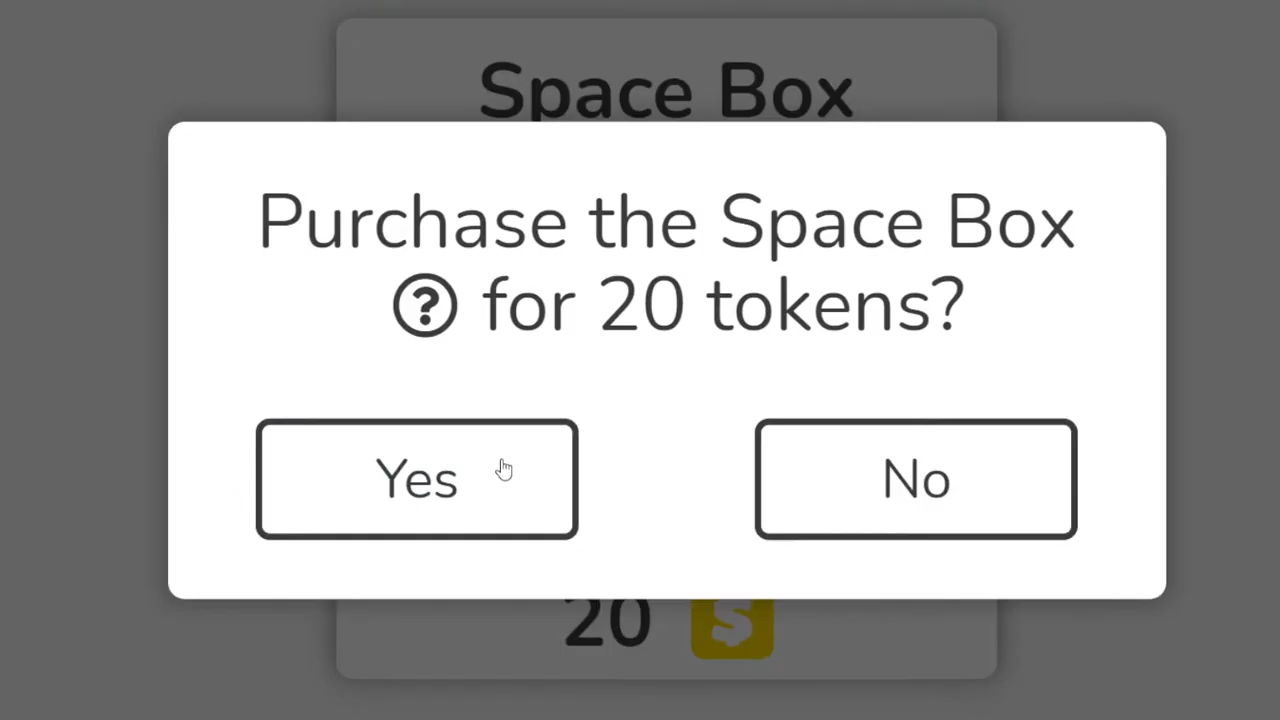 Space Box
Purchase the Space Box
? for 20 tokens?
Yes
No
20